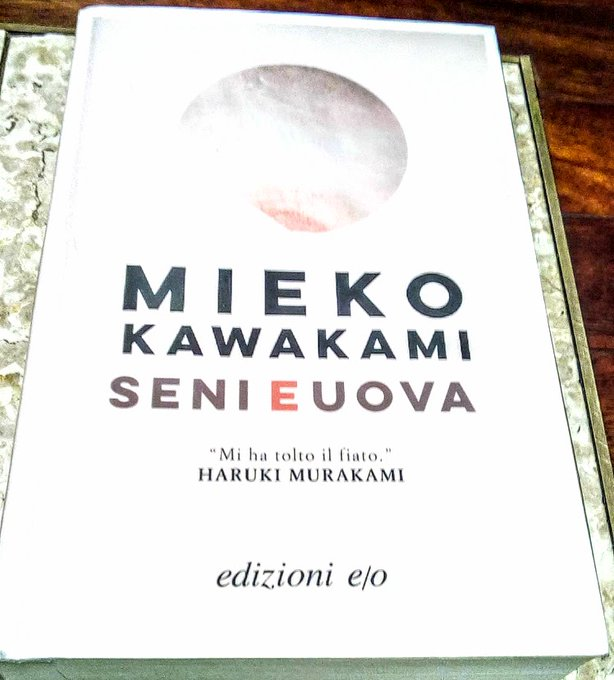 MIEKO
KAWAKAMI
SENI E UOVA
"Mi ha tolto il fiato."
HARUKI MURAKAMI
edizioni e/o